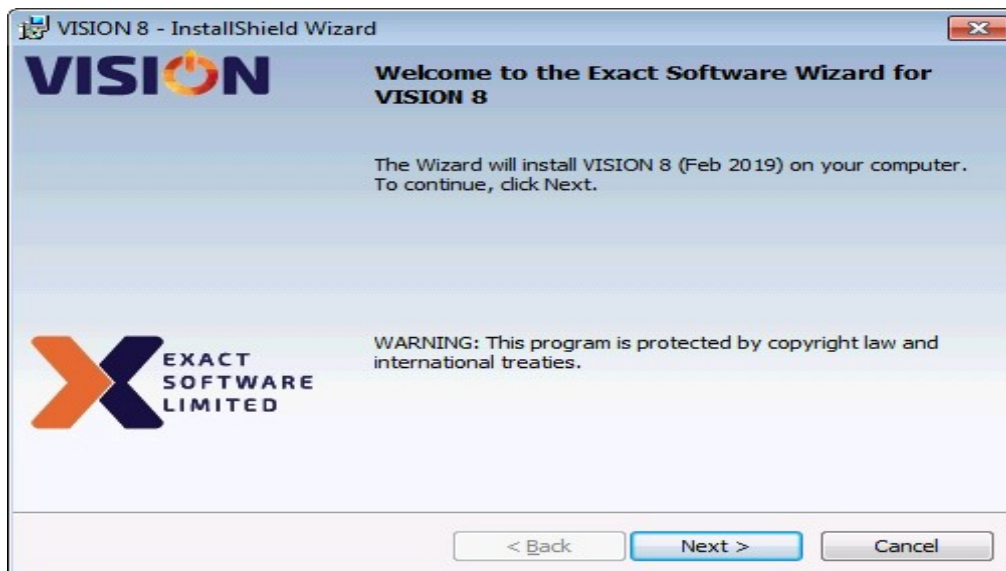 VISION 8 - InstallShield Wizard
VISION
Welcome to the Exact Software Wizard for
VISION 8
The Wizard will install VISION 8 (Feb 2019) on your computer.
To continue, click Next.
EXACT
SOFTWARE
LIMITED
WARNING: This program is protected by copyright law and
international treaties.
< Back
Next >
Cancel